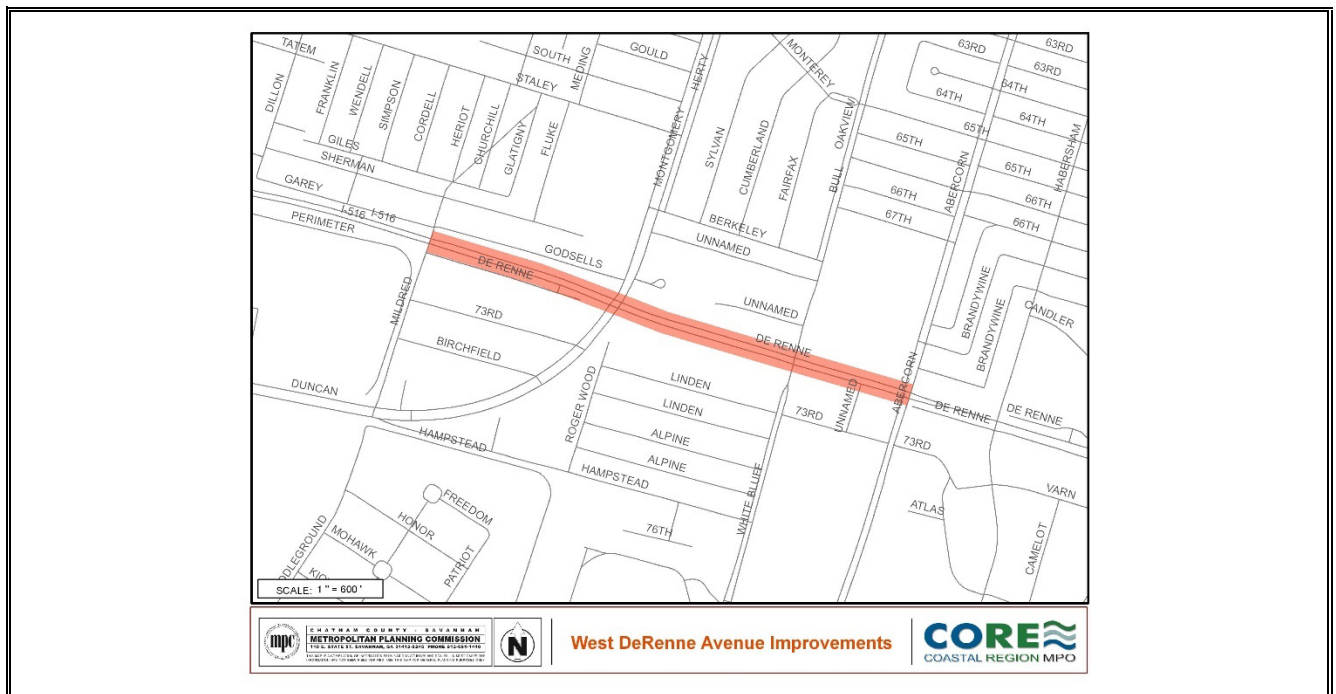 TATEM
DILLON
FRANKLIN
WENDELL
SIMPSON
CORDELL
HERIOT
CHURCHILL
GLATIGNY
FLUKE
SOUTH
MEDING
GOULD
STALEY
HERTY
MONTGOMERY
SYLVAN
CUMBERLAND
FAIRFAX
MONTEREY
BULL
OAKVIEW
63RD
63RD
63RD
64TH
64TH
64TH
65TH
65TH
65TH
66TH
66TH
66TH
67TH
ABERCORN
HABERSHAM
GILES
SHERMAN
GAREY
I-516
I-516
PERIMETER
BERKELEY
UNNAMED
GODSELLS
DE RENNE
UNNAMED
DE RENNE
BRANDYWINE
BRANDYWINE
CANDLER
MILDRED
73RD
BIRCHFIELD
DUNCAN
ROGER WOOD
LINDEN
LINDEN
ALPINE
ALPINE
HAMPSTEAD
HAMPSTEAD
73RD
UNNAMED
ABERCORN
DE RENNE
DE RENNE
73RD
VARN
WHITE BLUFF
ATLAS
CAMELOT
76TH
FREEDOM
HONOR
MOHAWK
PATRIOT
DDLEGROUND
SCALE: 1 " = 600 '
mpc
CHATHAM COUNTY - SAVANNAH
METROPOLITAN PLANNING COMMISSION
N
West DeRenne Avenue Improvements
CORE
COASTAL REGION MPO